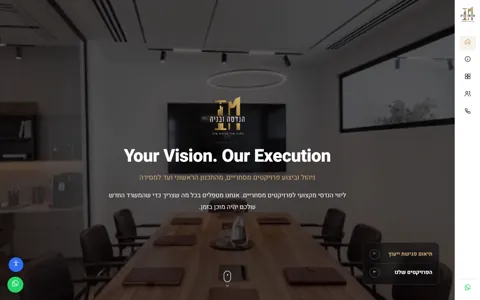 הנדסה ובניה
Your Vision. Our Execution
ניהול וביצוע פרויקטים מסחריים, מהתכנון הראשוני ועד למסירה
ליווי הנדסי מקצועי לפרויקטים מסחריים. אנחנו מטפלים בכל מה שצריך כדי שהמשרד החדש
שלכם יהיה מוכן בזמן.
תיאום פגישת ייעוץ
הפרויקטים שלנו